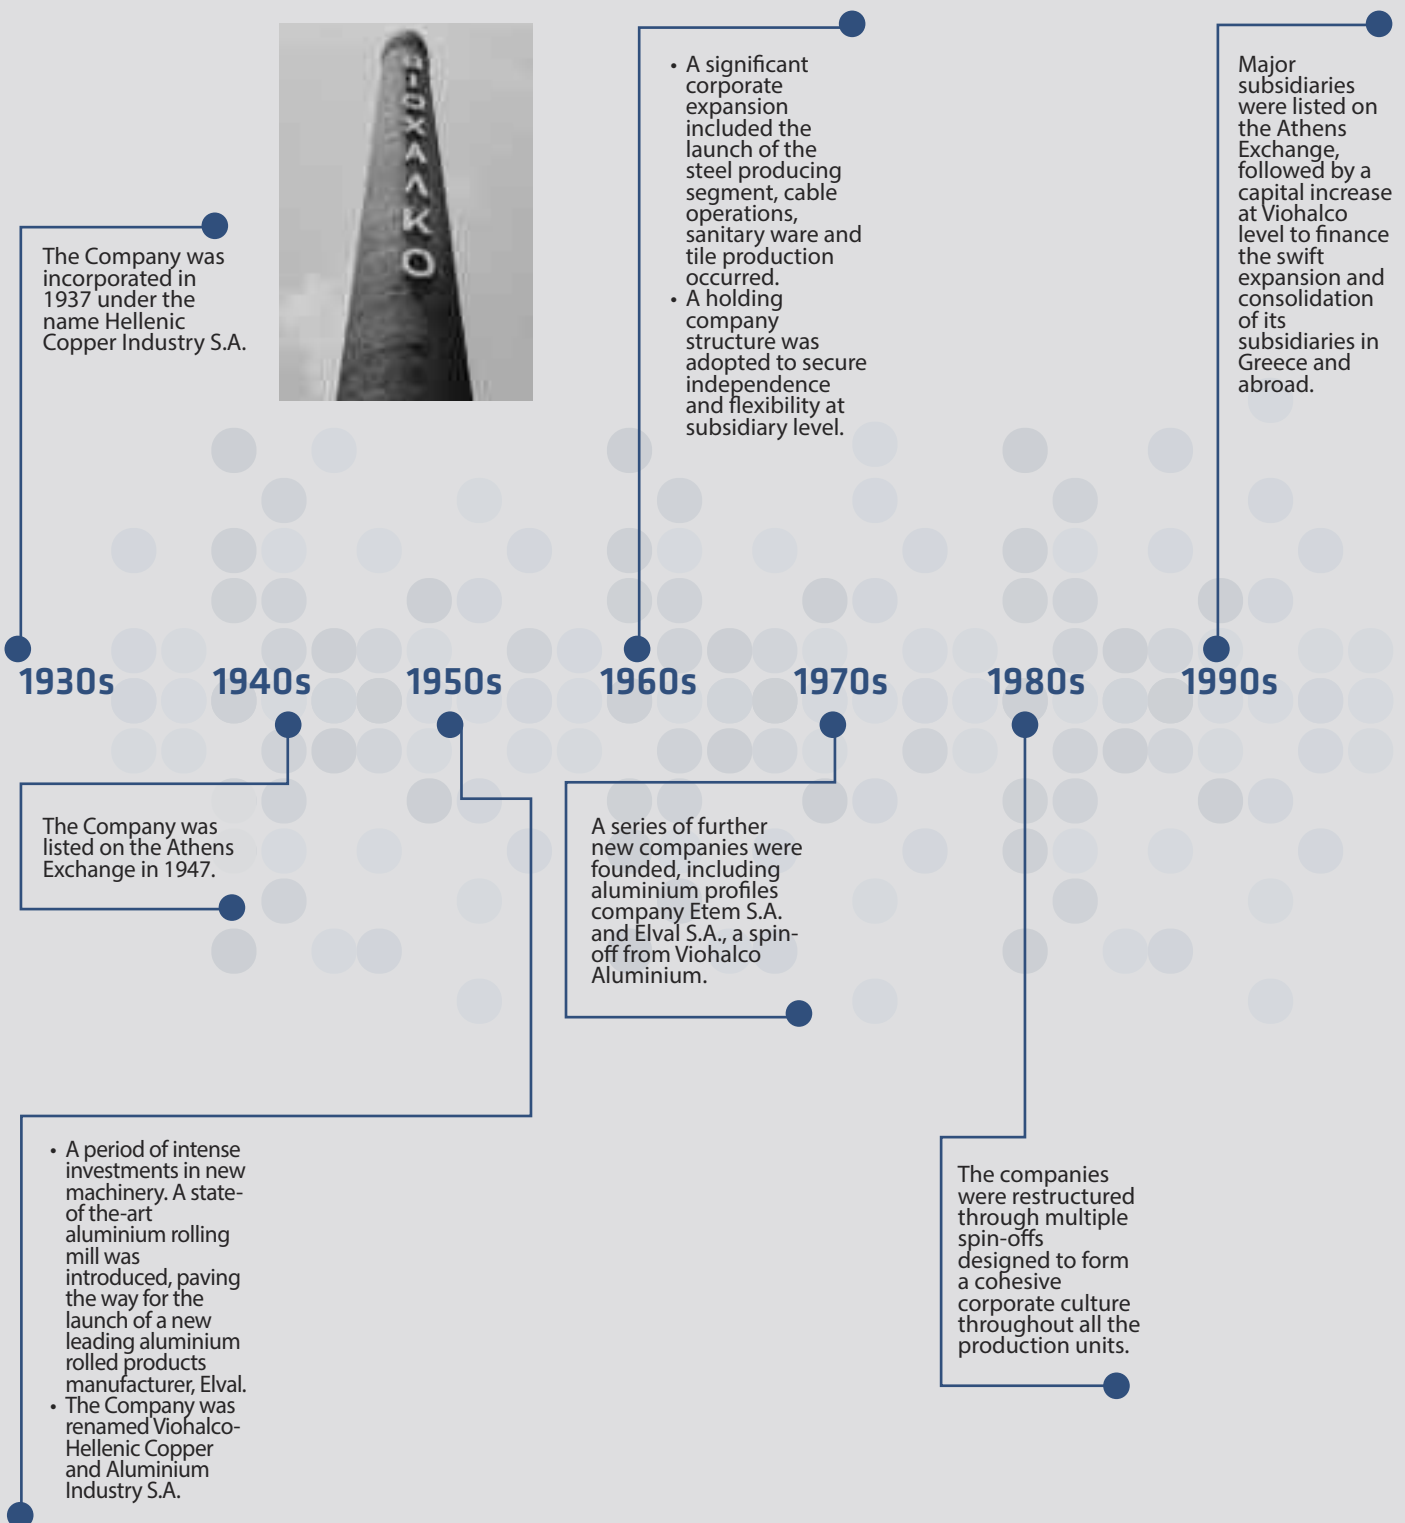 The Company was
incorporated in
1937 under the
name Hellenic
Copper Industry S.A.
ΒΙΟΧΑΛΚΟ
• A significant
corporate
expansion
included the
launch of the
steel producing
segment, cable
operations,
sanitary ware and
tile production
occurred.
• A holding
company
structure was
adopted to secure
independence
and flexibility at
subsidiary level.
Major
subsidiaries
were listed on
the Athens
Exchange,
followed by a
capital increase
at Viohalco
level to finance
the swift
expansion and
consolidation
of its
subsidiaries in
Greece and
abroad.
1930s 1940s 1950s 1960s 1970s 1980s 1990s
The Company was
listed on the Athens
Exchange in 1947.
A series of further
new companies were
founded, including
aluminium profiles
company Etem S.A.
and Elval S.A., a spin-
off from Viohalco
Aluminium.
• A period of intense
investments in new
machinery. A state-
of the-art
aluminium rolling
mill was
introduced, paving
the way for the
launch of a new
leading aluminium
rolled products
manufacturer, Elval.
• The Company was
renamed Viohalco-
Hellenic Copper
and Aluminium
Industry S.A.
The companies
were restructured
through multiple
spin-offs
designed to form
a cohesive
corporate culture
throughout all the
production units.